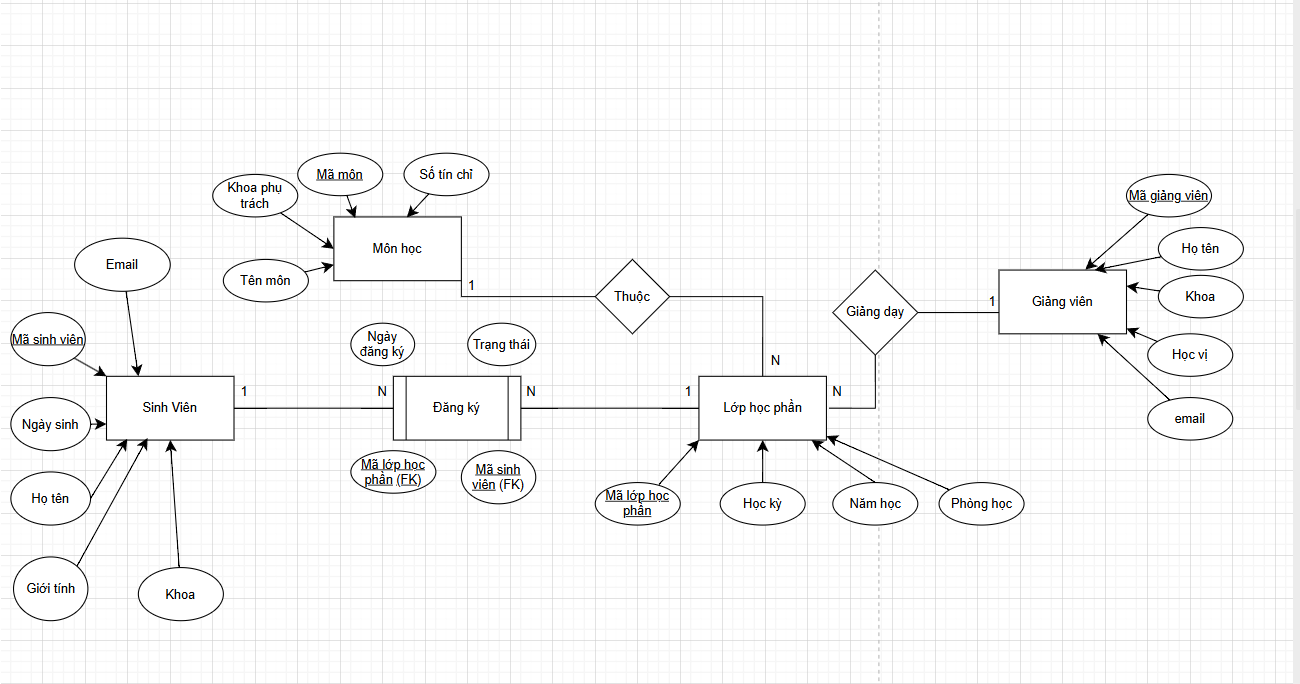 Mã môn
Số tín chỉ
Khoa phụ
trách
Mã giảng viên
Họ tên
Môn học
Email
Tên môn
1
Thuộc
Giảng dạy
1
Giảng viên
Khoa
Mã sinh viên
Ngày
đăng ký
Trạng thái
Học vị
N
Sinh Viên
1
N
Đăng ký
N
1
Lớp học phần
N
email
Ngày sinh
Mã lớp học
phần (FK)
Mã sinh
viên (FK)
Họ tên
Mã lớp học
phần
Học kỳ
Năm học
Phòng học
Giới tính
Khoa